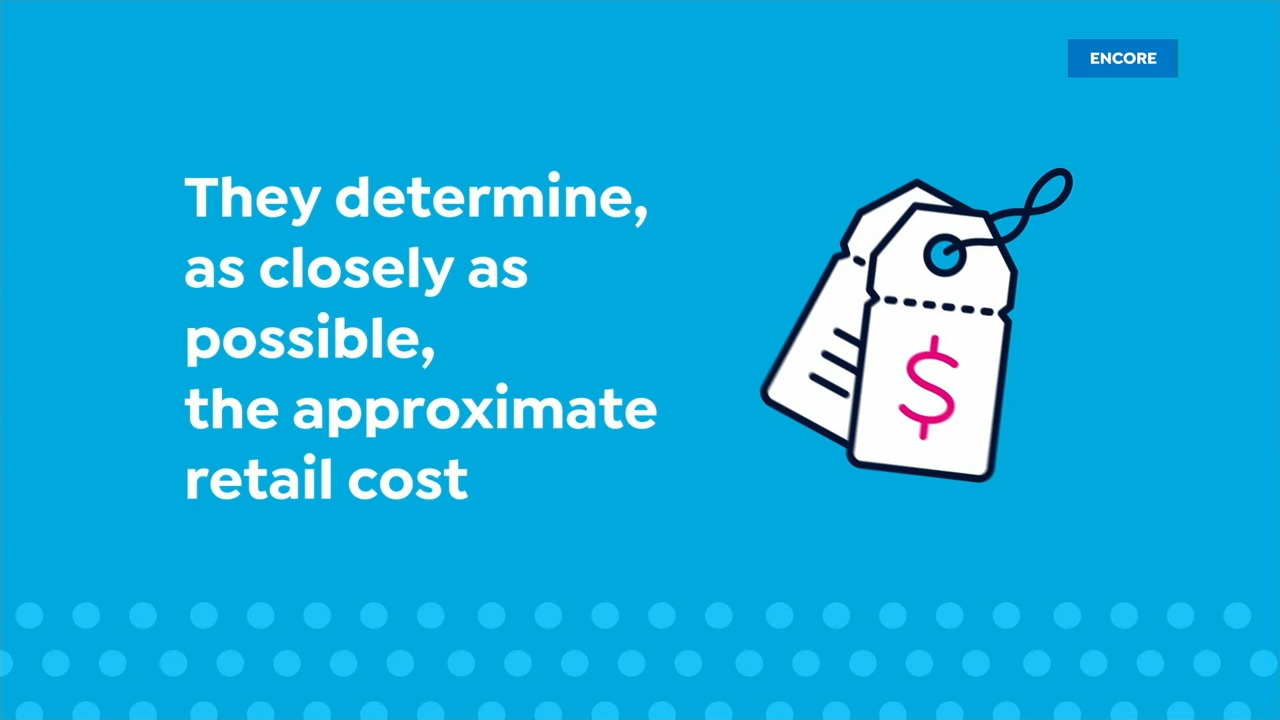 ENCORE
They determine,
as closely as
possible,
the approximate
retail cost
$